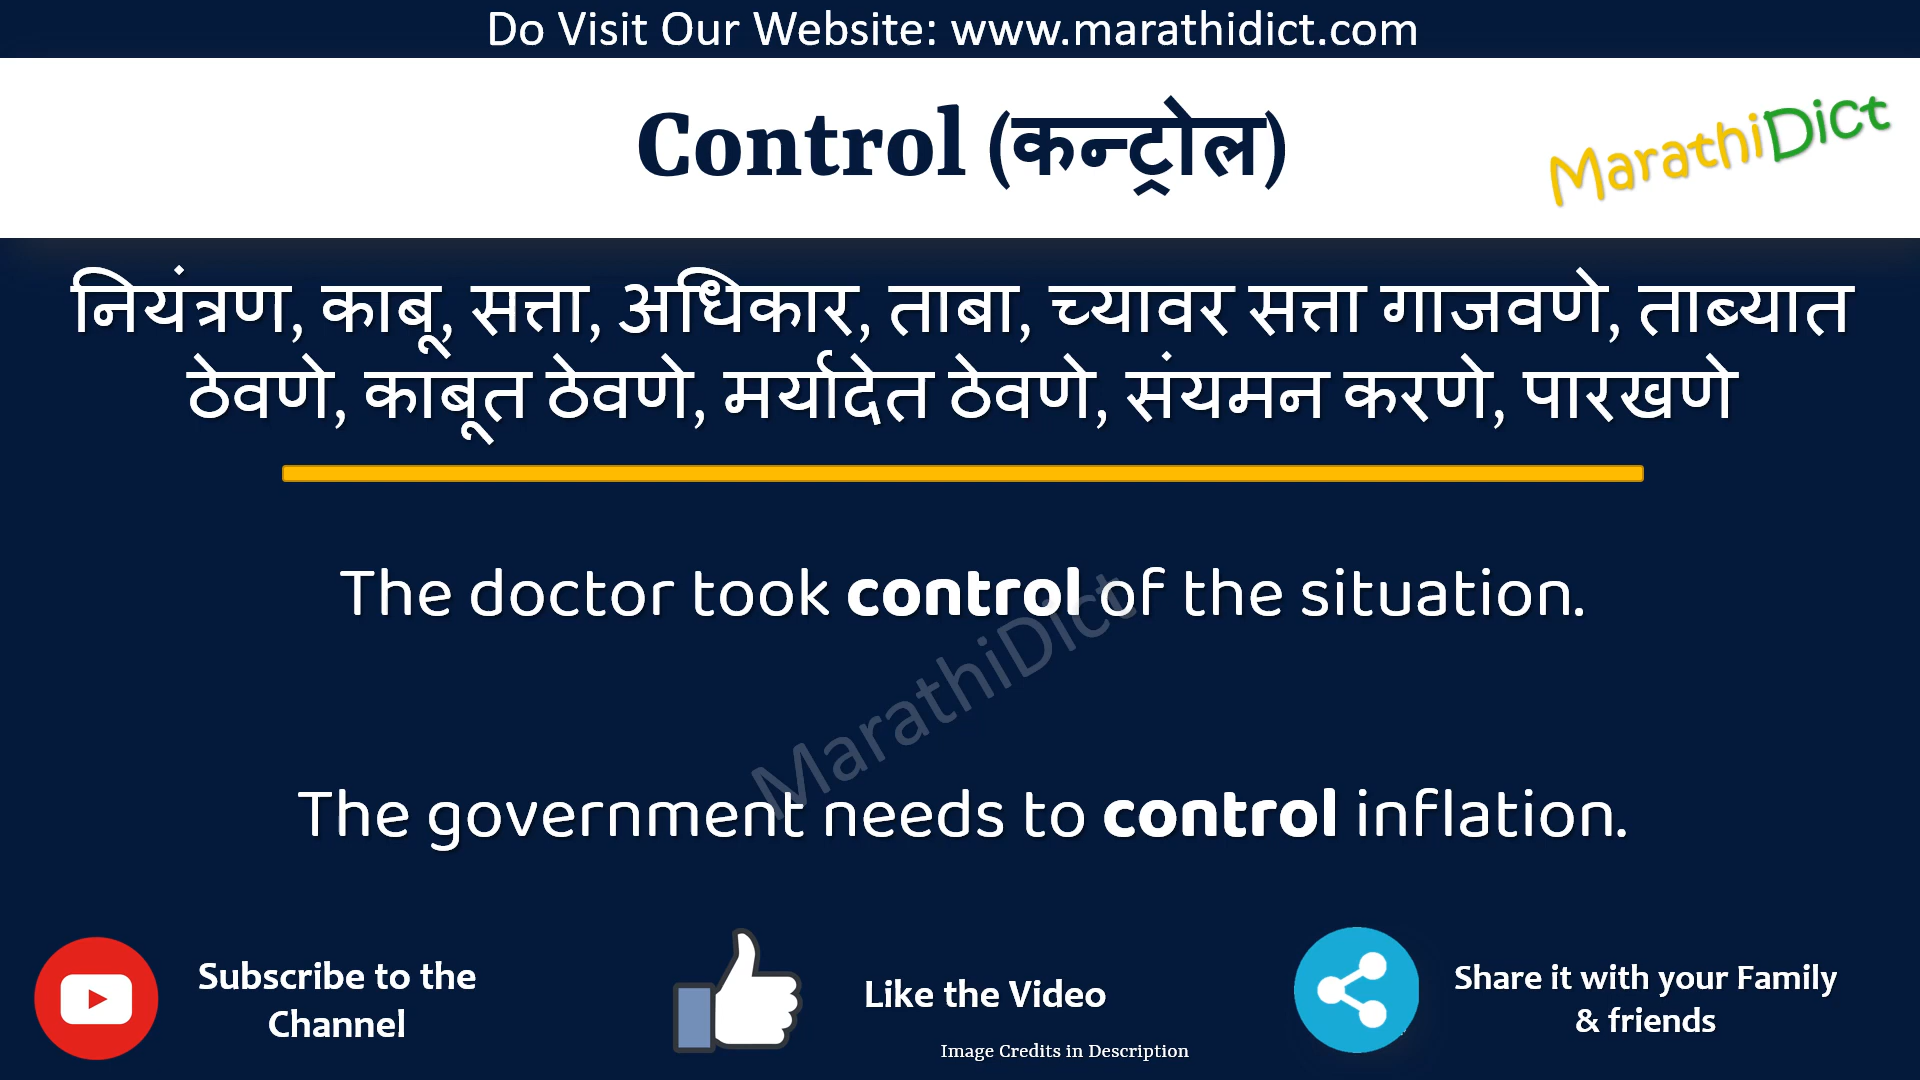 Do Visit Our Website: www.marathidict.com
Control (कन्ट्रोल)
MarathiDict
नियंत्रण, काबू, सत्ता, अधिकार, ताबा, च्यावर सत्ता गाजवणे, ताब्यात
ठेवणे, काबूत ठेवणे, मर्यादेत ठेवणे, संयमन करणे, पारखणे
The doctor took control of the situation.
MarathiDict
The government needs to control inflation.
Subscribe to the
Channel
Like the Video
Share it with your Family
& friends
Image Credits in Description